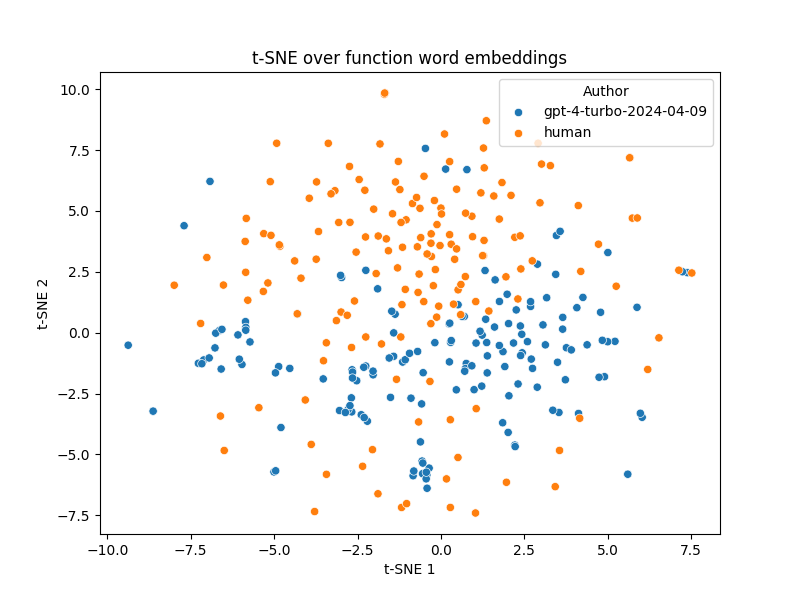 t-SNE over function word embeddings
Author
gpt-4-turbo-2024-04-09
human
10.0
7.5
5.0
2.5
0.0
−2.5
−5.0
−7.5
t-SNE 2
−10.0 −7.5 −5.0 −2.5 0.0 2.5 5.0 7.5
t-SNE 1